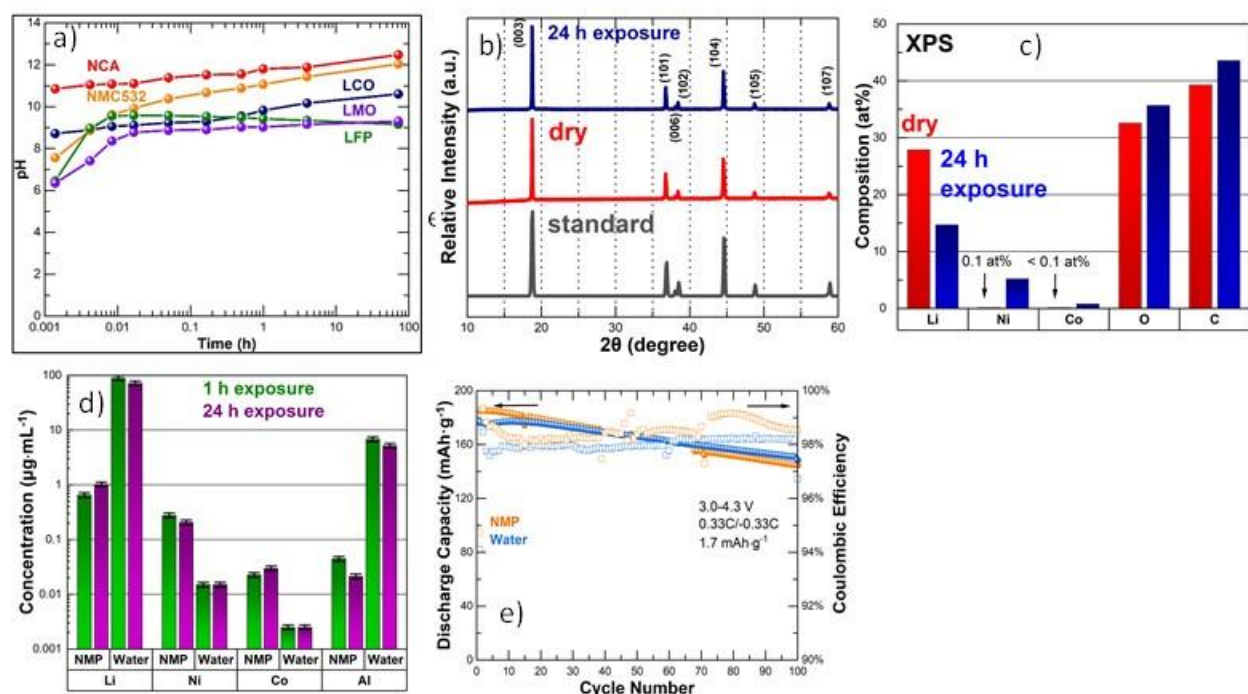 a)
NCA
NMC532
LCO
LMO
LFP
pH
14
12
10
8
6
4
2
0
0.001
0.01
0.1
1
10
100
Time (h)
b)
24 h exposure
dry
standard
(003)
(101)
(006)
(102)
(104)
(105)
(107)
Relative Intensity (a.u.)
10
20
30
40
50
60
2θ (degree)
XPS
c)
dry
24 h
exposure
0.1 at%
< 0.1 at%
Composition (at%)
50
40
30
20
10
0
Li
Ni
Co
O
C
d)
1 h exposure
24 h exposure
Concentration (µg·mL⁻¹)
100
10
1
0.1
0.01
0.001
NMP Water NMP Water NMP Water NMP Water
Li
Ni
Co
Al
e)
Discharge Capacity (mAh·g⁻¹)
200
160
120
80
40
0
NMP
Water
3.0-4.3 V
0.33C/-0.33C
1.7 mAh·g⁻¹
100%
98%
96%
94%
92%
90%
Coulombic Efficiency
0
10
20
30
40
50
60
70
80
90
100
Cycle Number